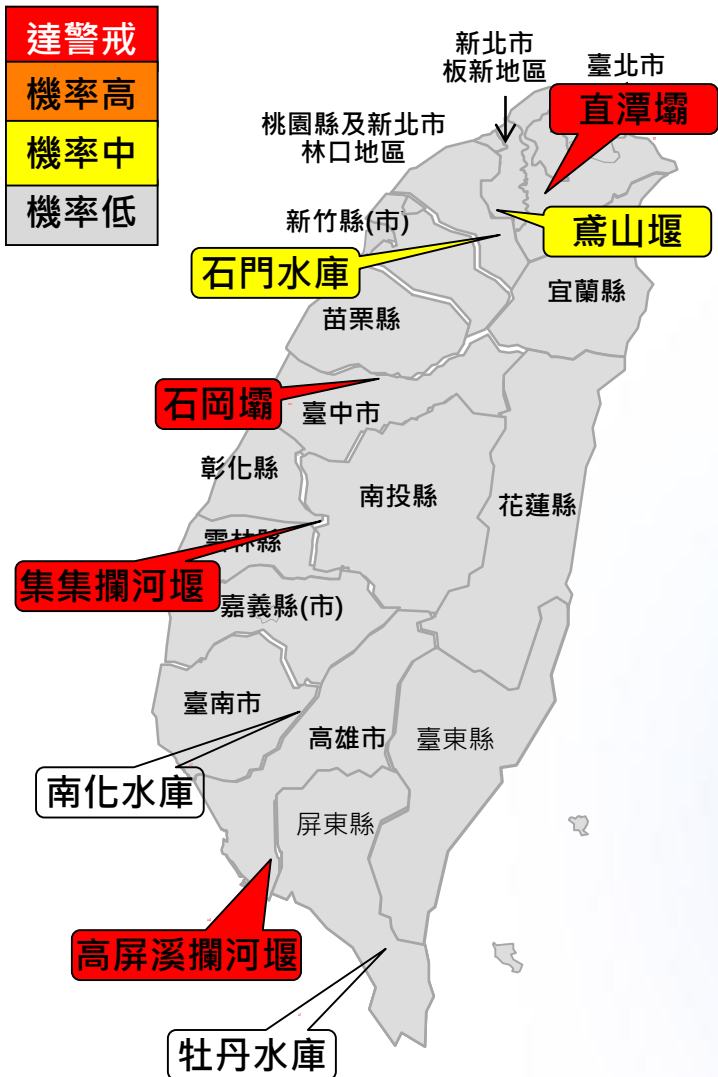 達警戒
機率高
機率中
機率低
新北市
板新地區
臺北市
直潭壩
桃園縣及新北市
林口地區
新竹縣(市)
鳶山堰
石門水庫
宜蘭縣
苗栗縣
石岡壩
臺中市
彰化縣
南投縣
花蓮縣
雲林縣
集集攔河堰
嘉義縣(市)
臺南市
高雄市
臺東縣
南化水庫
屏東縣
高屏溪攔河堰
牡丹水庫